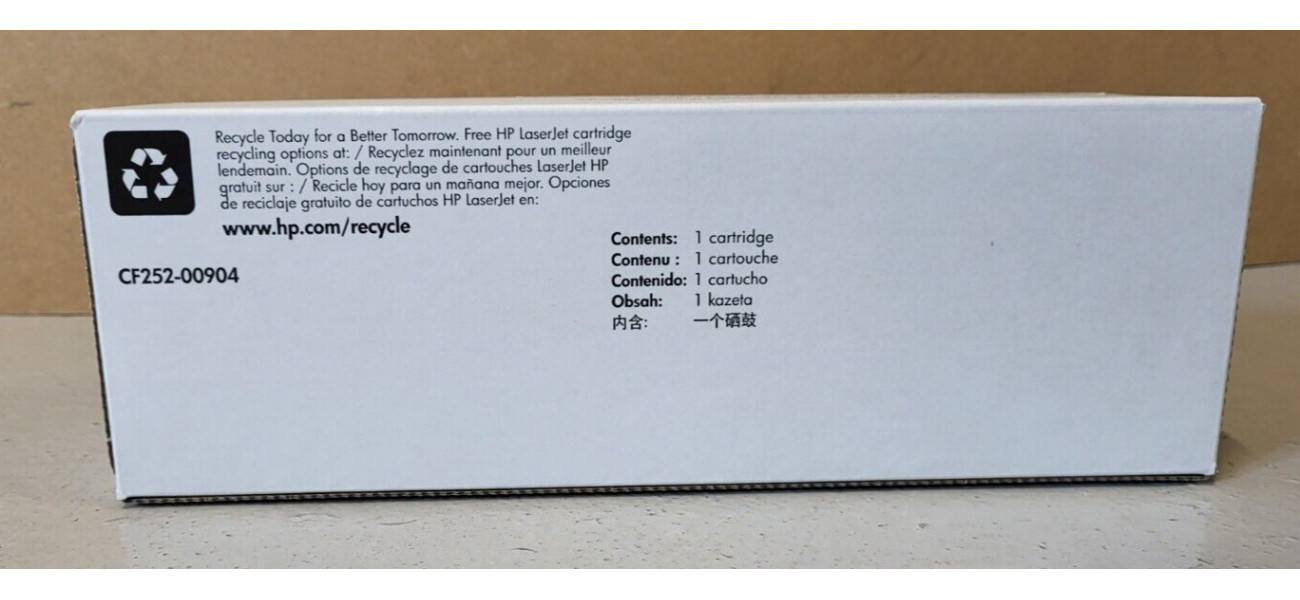 Recycle Today for a Better Tomorrow. Free HP LaserJet cartridge
recycling options at: / Recyclez maintenant pour un meilleur
lendemain. Options de recyclage de cartouches LaserJet HP
gratuit sur : / Recicle hoy para un mañana mejor. Opciones
de reciclaje gratuito de cartuchos HP LaserJet en:
www.hp.com/recycle
CF252-00904
Contents: 1 cartridge
Contenu : 1 cartouche
Contenido: 1 cartucho
Obsah: 1 kazeta
内含: 一个硒鼓